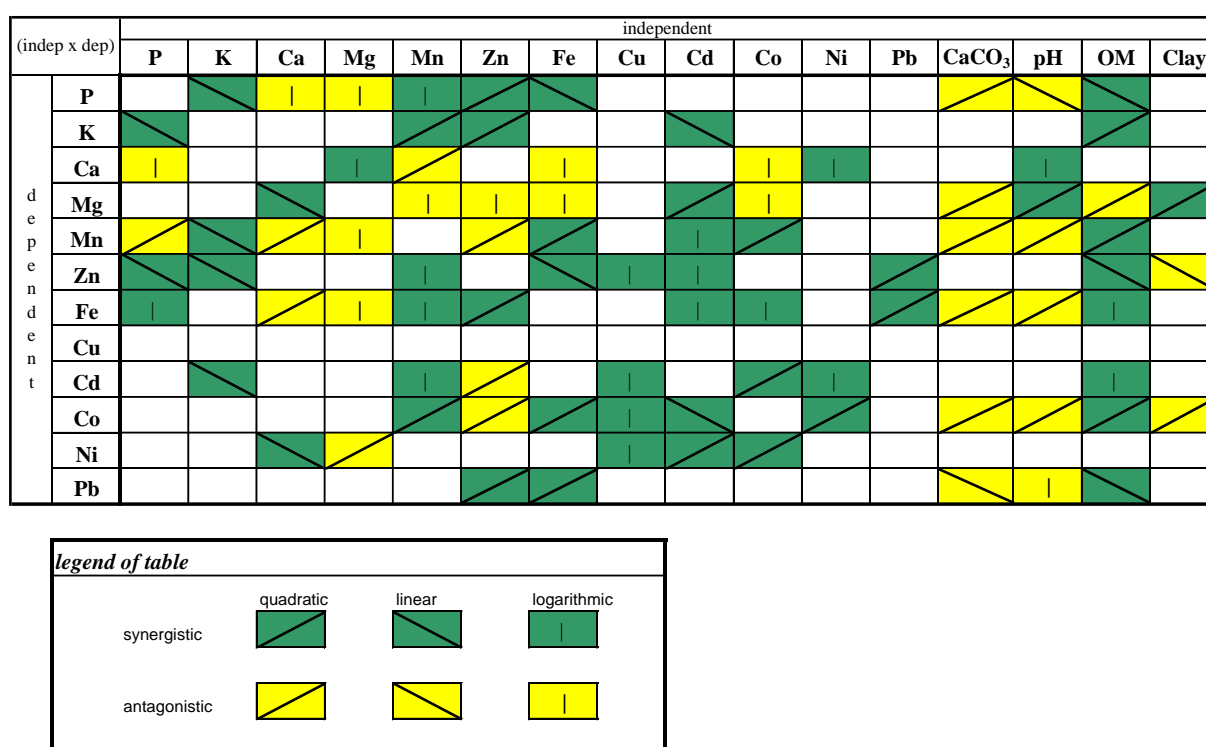 independent
(indep x dep)
P K Ca Mg Mn Zn Fe Cu Cd Co Ni Pb CaCO₃ pH OM Clay
dependent
P
K
Ca
Mg
Mn
Zn
Fe
Cu
Cd
Co
Ni
Pb
legend of table
quadratic linear logarithmic
synergistic
antagonistic